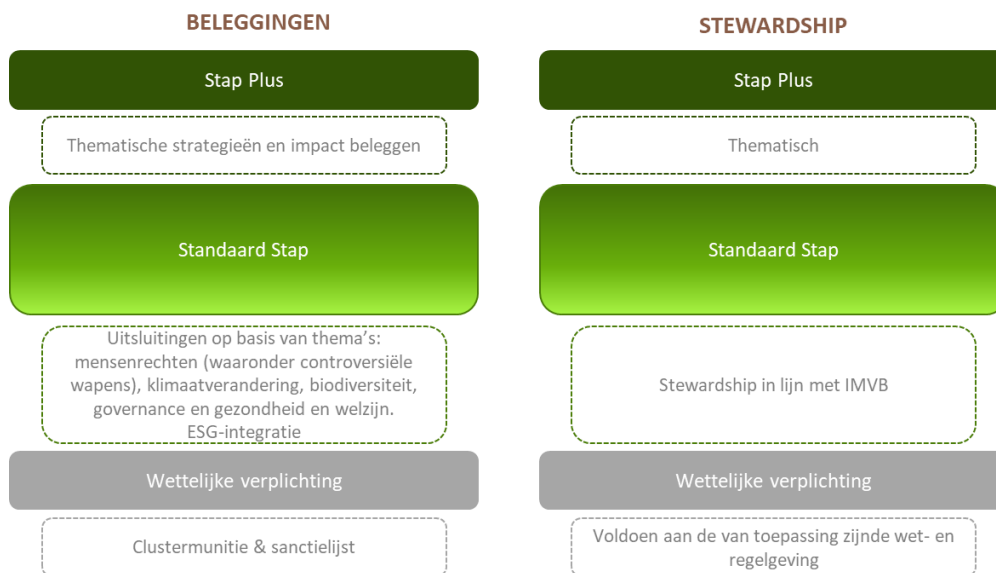 BELEGGINGEN
Stap Plus
Thematische strategieën en impact beleggen
Standaard Stap
Uitsluitingen op basis van thema's:
mensenrechten (waaronder controversiële
wapens), klimaatverandering, biodiversiteit,
governance en gezondheid en welzijn.
ESG-integratie
Wettelijke verplichting
Clustermunitie & sanctielijst
STEWARDSHIP
Stap Plus
Thematisch
Standaard Stap
Stewardship in lijn met IMVB
Wettelijke verplichting
Voldoen aan de van toepassing zijnde wet- en
regelgeving